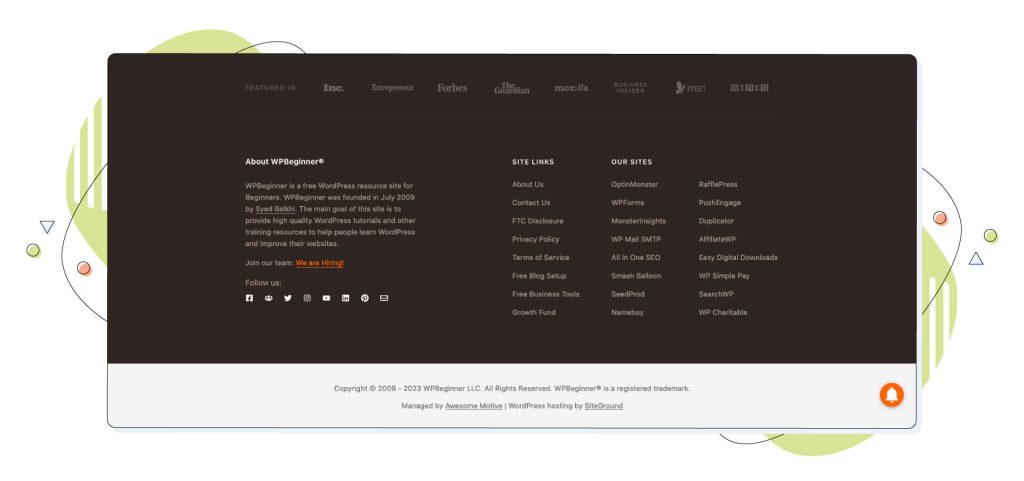 FEATURED IN Inc. Entrepreneur Forbes The Guardian moz://a BUSINESS INSIDER msn WIRED
About WPBeginner®
WPBeginner is a free WordPress resource site for
Beginners. WPBeginner was founded in July 2009
by Syed Balkhi. The main goal of this site is to
provide high quality WordPress tutorials and other
training resources to help people learn WordPress
and improve their websites.
Join our team: We are Hiring!
Follow us:
SITE LINKS
About Us
Contact Us
FTC Disclosure
Privacy Policy
Terms of Service
Free Blog Setup
Free Business Tools
Growth Fund
OUR SITES
OptinMonster
WPForms
MonsterInsights
WP Mail SMTP
All in One SEO
Smash Balloon
SeedProd
Nameboy
RafflePress
PushEngage
Duplicator
AffiliateWP
Easy Digital Downloads
WP Simple Pay
SearchWP
WP Charitable
Copyright © 2009 - 2023 WPBeginner LLC. All Rights Reserved. WPBeginner® is a registered trademark.
Managed by Awesome Motive | WordPress hosting by SiteGround